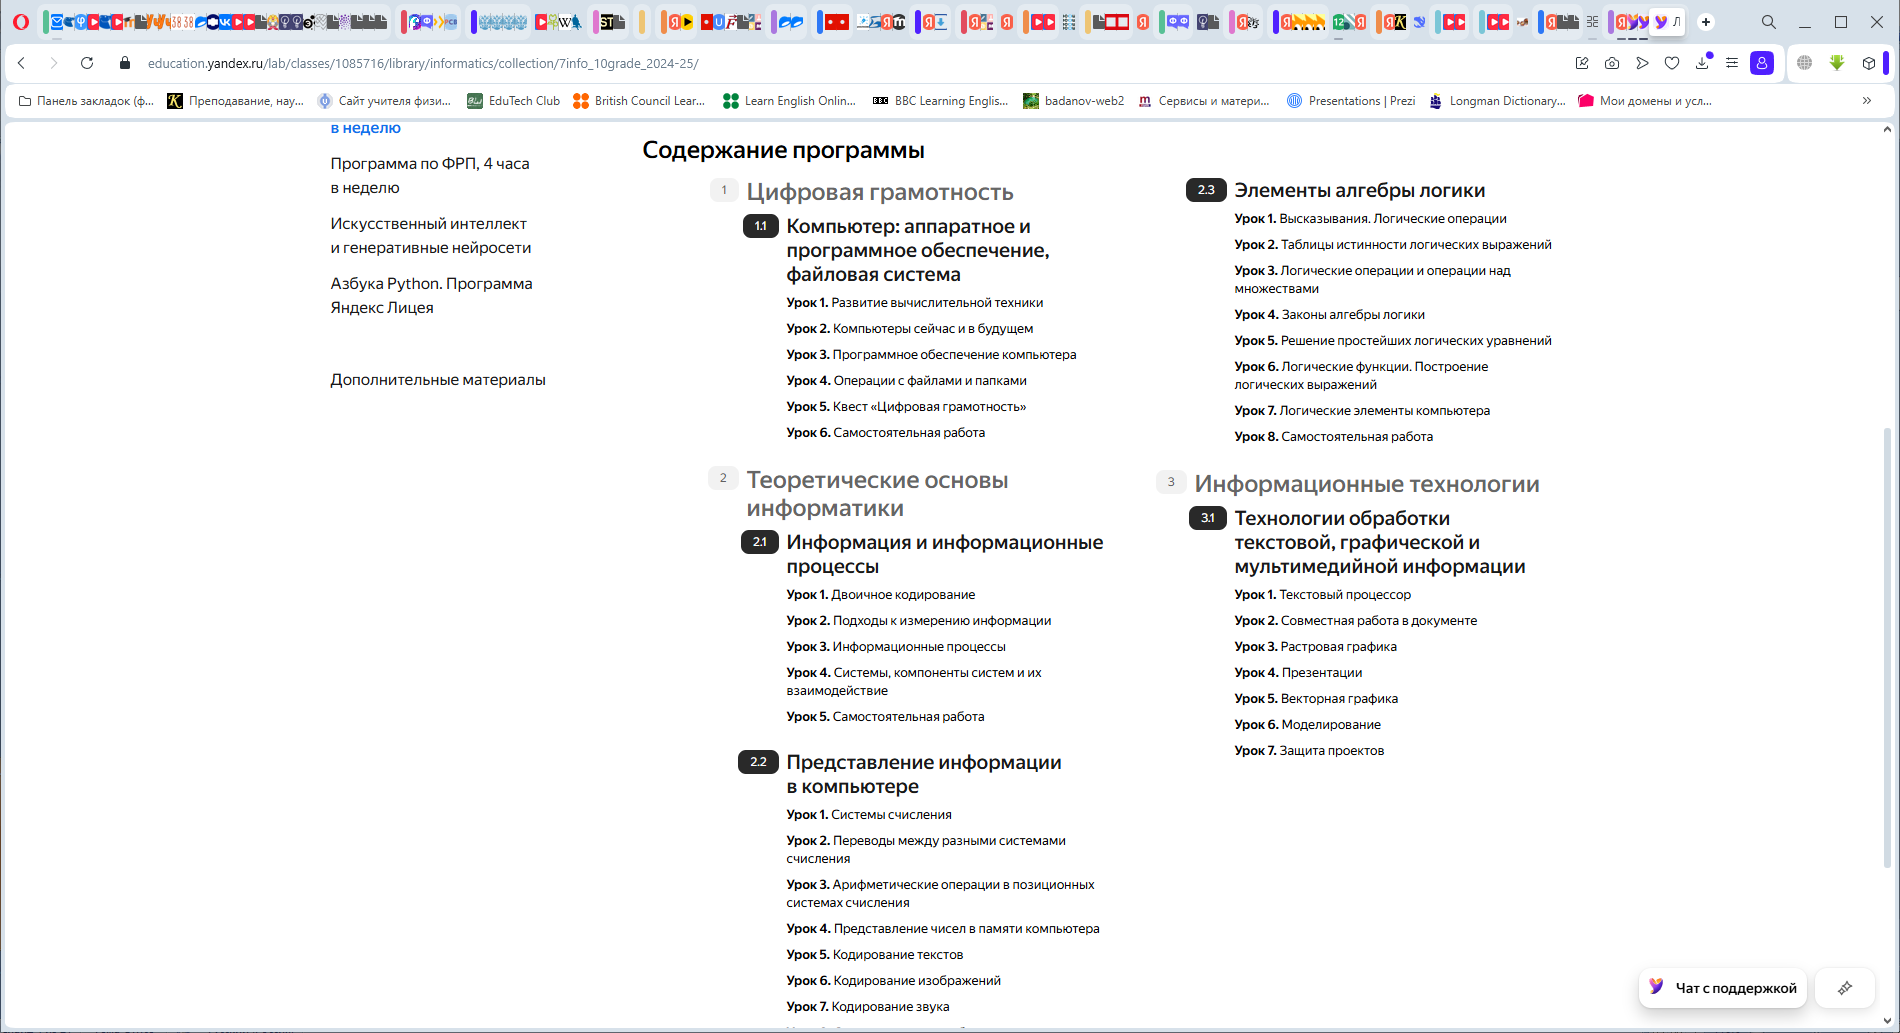 education.yandex.ru/lab/classes/1085716/library/informatics/collection/7info_10grade_2024-25/
Панель закладок (ф...
Преподавание, нау...
Сайт учителя физи...
EduTech Club
British Council Lear...
Learn English Onlin...
BBC Learning Englis...
badanov-web2
Сервисы и матери...
Presentations | Prezi
Longman Dictionary...
Мои домены и усл...
в неделю
Программа по ФРП, 4 часа
в неделю
Искусственный интеллект
и генеративные нейросети
Азбука Python. Программа
Яндекс Лицея
Дополнительные материалы
Содержание программы
1 Цифровая грамотность
1.1 Компьютер: аппаратное и
программное обеспечение,
файловая система
Урок 1. Развитие вычислительной техники
Урок 2. Компьютеры сейчас и в будущем
Урок 3. Программное обеспечение компьютера
Урок 4. Операции с файлами и папками
Урок 5. Квест «Цифровая грамотность»
Урок 6. Самостоятельная работа
2 Теоретические основы
информатики
2.1 Информация и информационные
процессы
Урок 1. Двоичное кодирование
Урок 2. Подходы к измерению информации
Урок 3. Информационные процессы
Урок 4. Системы, компоненты систем и их
взаимодействие
Урок 5. Самостоятельная работа
2.2 Представление информации
в компьютере
Урок 1. Системы счисления
Урок 2. Переводы между разными системами
счисления
Урок 3. Арифметические операции в позиционных
системах счисления
Урок 4. Представление чисел в памяти компьютера
Урок 5. Кодирование текстов
Урок 6. Кодирование изображений
Урок 7. Кодирование звука
2.3 Элементы алгебры логики
Урок 1. Высказывания. Логические операции
Урок 2. Таблицы истинности логических выражений
Урок 3. Логические операции и операции над
множествами
Урок 4. Законы алгебры логики
Урок 5. Решение простейших логических уравнений
Урок 6. Логические функции. Построение
логических выражений
Урок 7. Логические элементы компьютера
Урок 8. Самостоятельная работа
3 Информационные технологии
3.1 Технологии обработки
текстовой, графической и
мультимедийной информации
Урок 1. Текстовый процессор
Урок 2. Совместная работа в документе
Урок 3. Растровая графика
Урок 4. Презентации
Урок 5. Векторная графика
Урок 6. Моделирование
Урок 7. Защита проектов
Чат с поддержкой